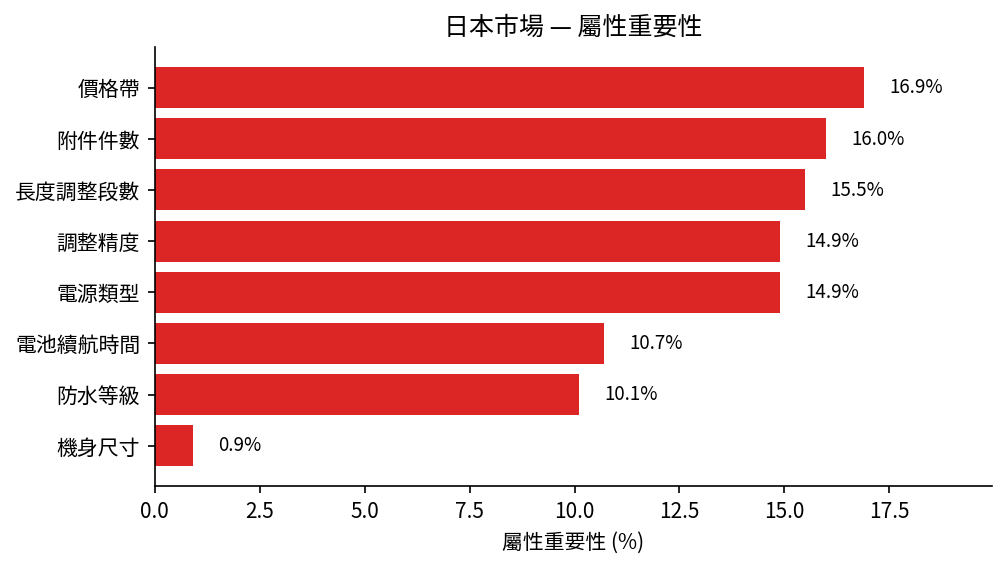 日本市場 — 屬性重要性
價格帶 16.9%
附件件數 16.0%
長度調整段數 15.5%
調整精度 14.9%
電源類型 14.9%
電池續航時間 10.7%
防水等級 10.1%
機身尺寸 0.9%
0.0 2.5 5.0 7.5 10.0 12.5 15.0 17.5
屬性重要性 (%)